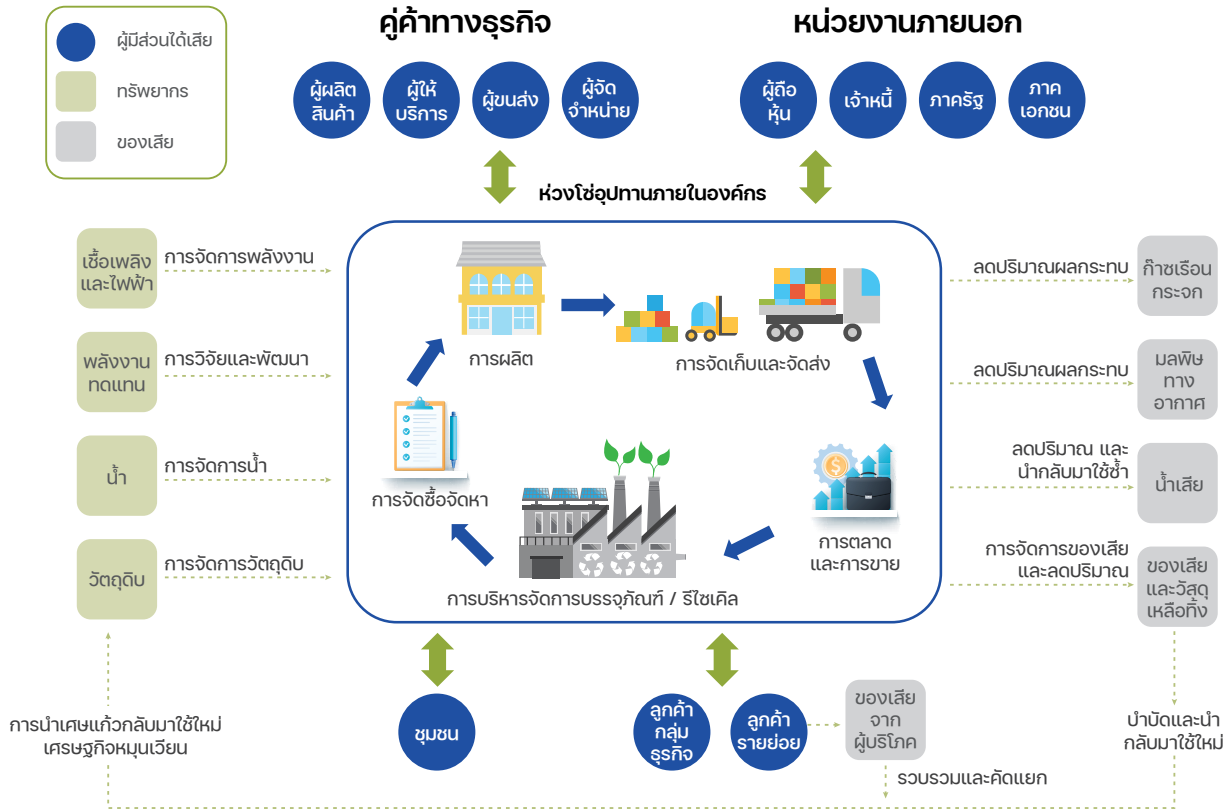 ผู้มีส่วนได้เสีย
ทรัพยากร
ของเสีย
คู่ค้าทางธุรกิจ
ผู้ผลิต
สินค้า
ผู้ให้
บริการ
ผู้ขนส่ง
ผู้จัด
จำหน่าย
หน่วยงานภายนอก
ผู้ถือ
หุ้น
เจ้าหนี้
ภาครัฐ
ภาค
เอกชน
ห่วงโซ่อุปทานภายในองค์กร
เชื้อเพลิง
และไฟฟ้า
การจัดการพลังงาน
พลังงาน
ทดแทน
การวิจัยและพัฒนา
น้ำ
การจัดการน้ำ
วัตถุดิบ
การจัดการวัตถุดิบ
การผลิต
การจัดเก็บและจัดส่ง
การจัดซื้อจัดหา
$
การตลาด
และการขาย
การบริหารจัดการบรรจุภัณฑ์ / รีไซเคิล
ลดปริมาณผลกระทบ
ก๊าซเรือน
กระจก
ลดปริมาณผลกระทบ
มลพิษ
ทาง
อากาศ
ลดปริมาณ และ
นำกลับมาใช้ซ้ำ
น้ำเสีย
การจัดการของเสีย
และลดปริมาณ
ของเสีย
และวัสดุ
เหลือทิ้ง
ชุมชน
ลูกค้า
กลุ่ม
ธุรกิจ
ลูกค้า
รายย่อย
ของเสีย
จาก
ผู้บริโภค
การนำเศษแก้วกลับมาใช้ใหม่
เศรษฐกิจหมุนเวียน
บำบัดและนำ
กลับมาใช้ใหม่
รวบรวมและคัดแยก